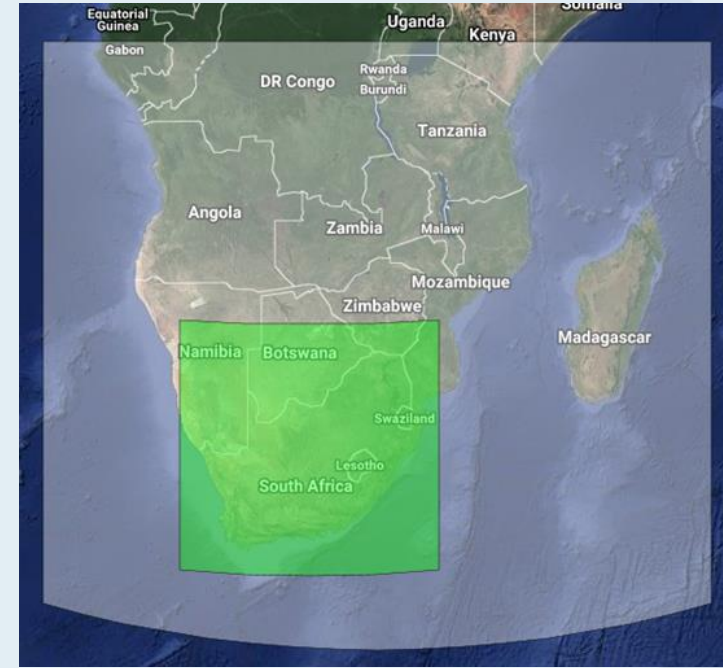 Somalia
Equatorial
Guinea
Uganda
Gabon
Kenya
Rwanda
DR Congo
Burundi
Tanzania
Angola
Zambia
Malawi
Mozambique
Zimbabwe
Madagascar
Namibia
Botswana
Swaziland
Lesotho
South Africa